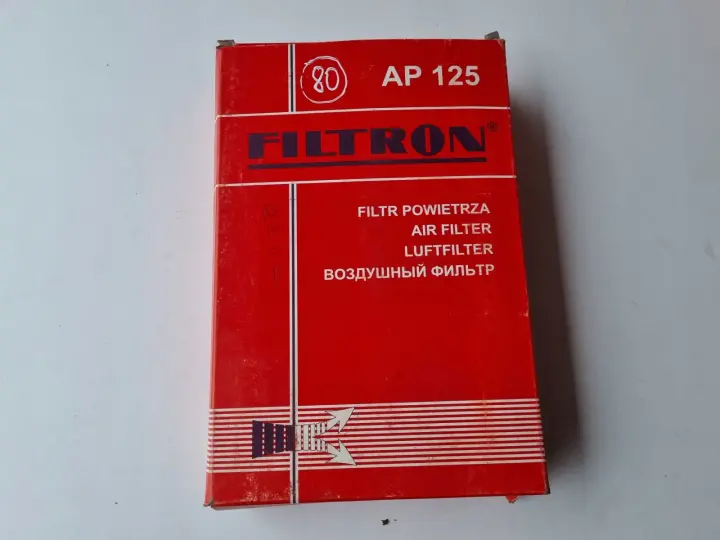 80
AP 125
FILTRON®
FILTR POWIETRZA
AIR FILTER
LUFTFILTER
ВОЗДУШНЫЙ ФИЛЬТР